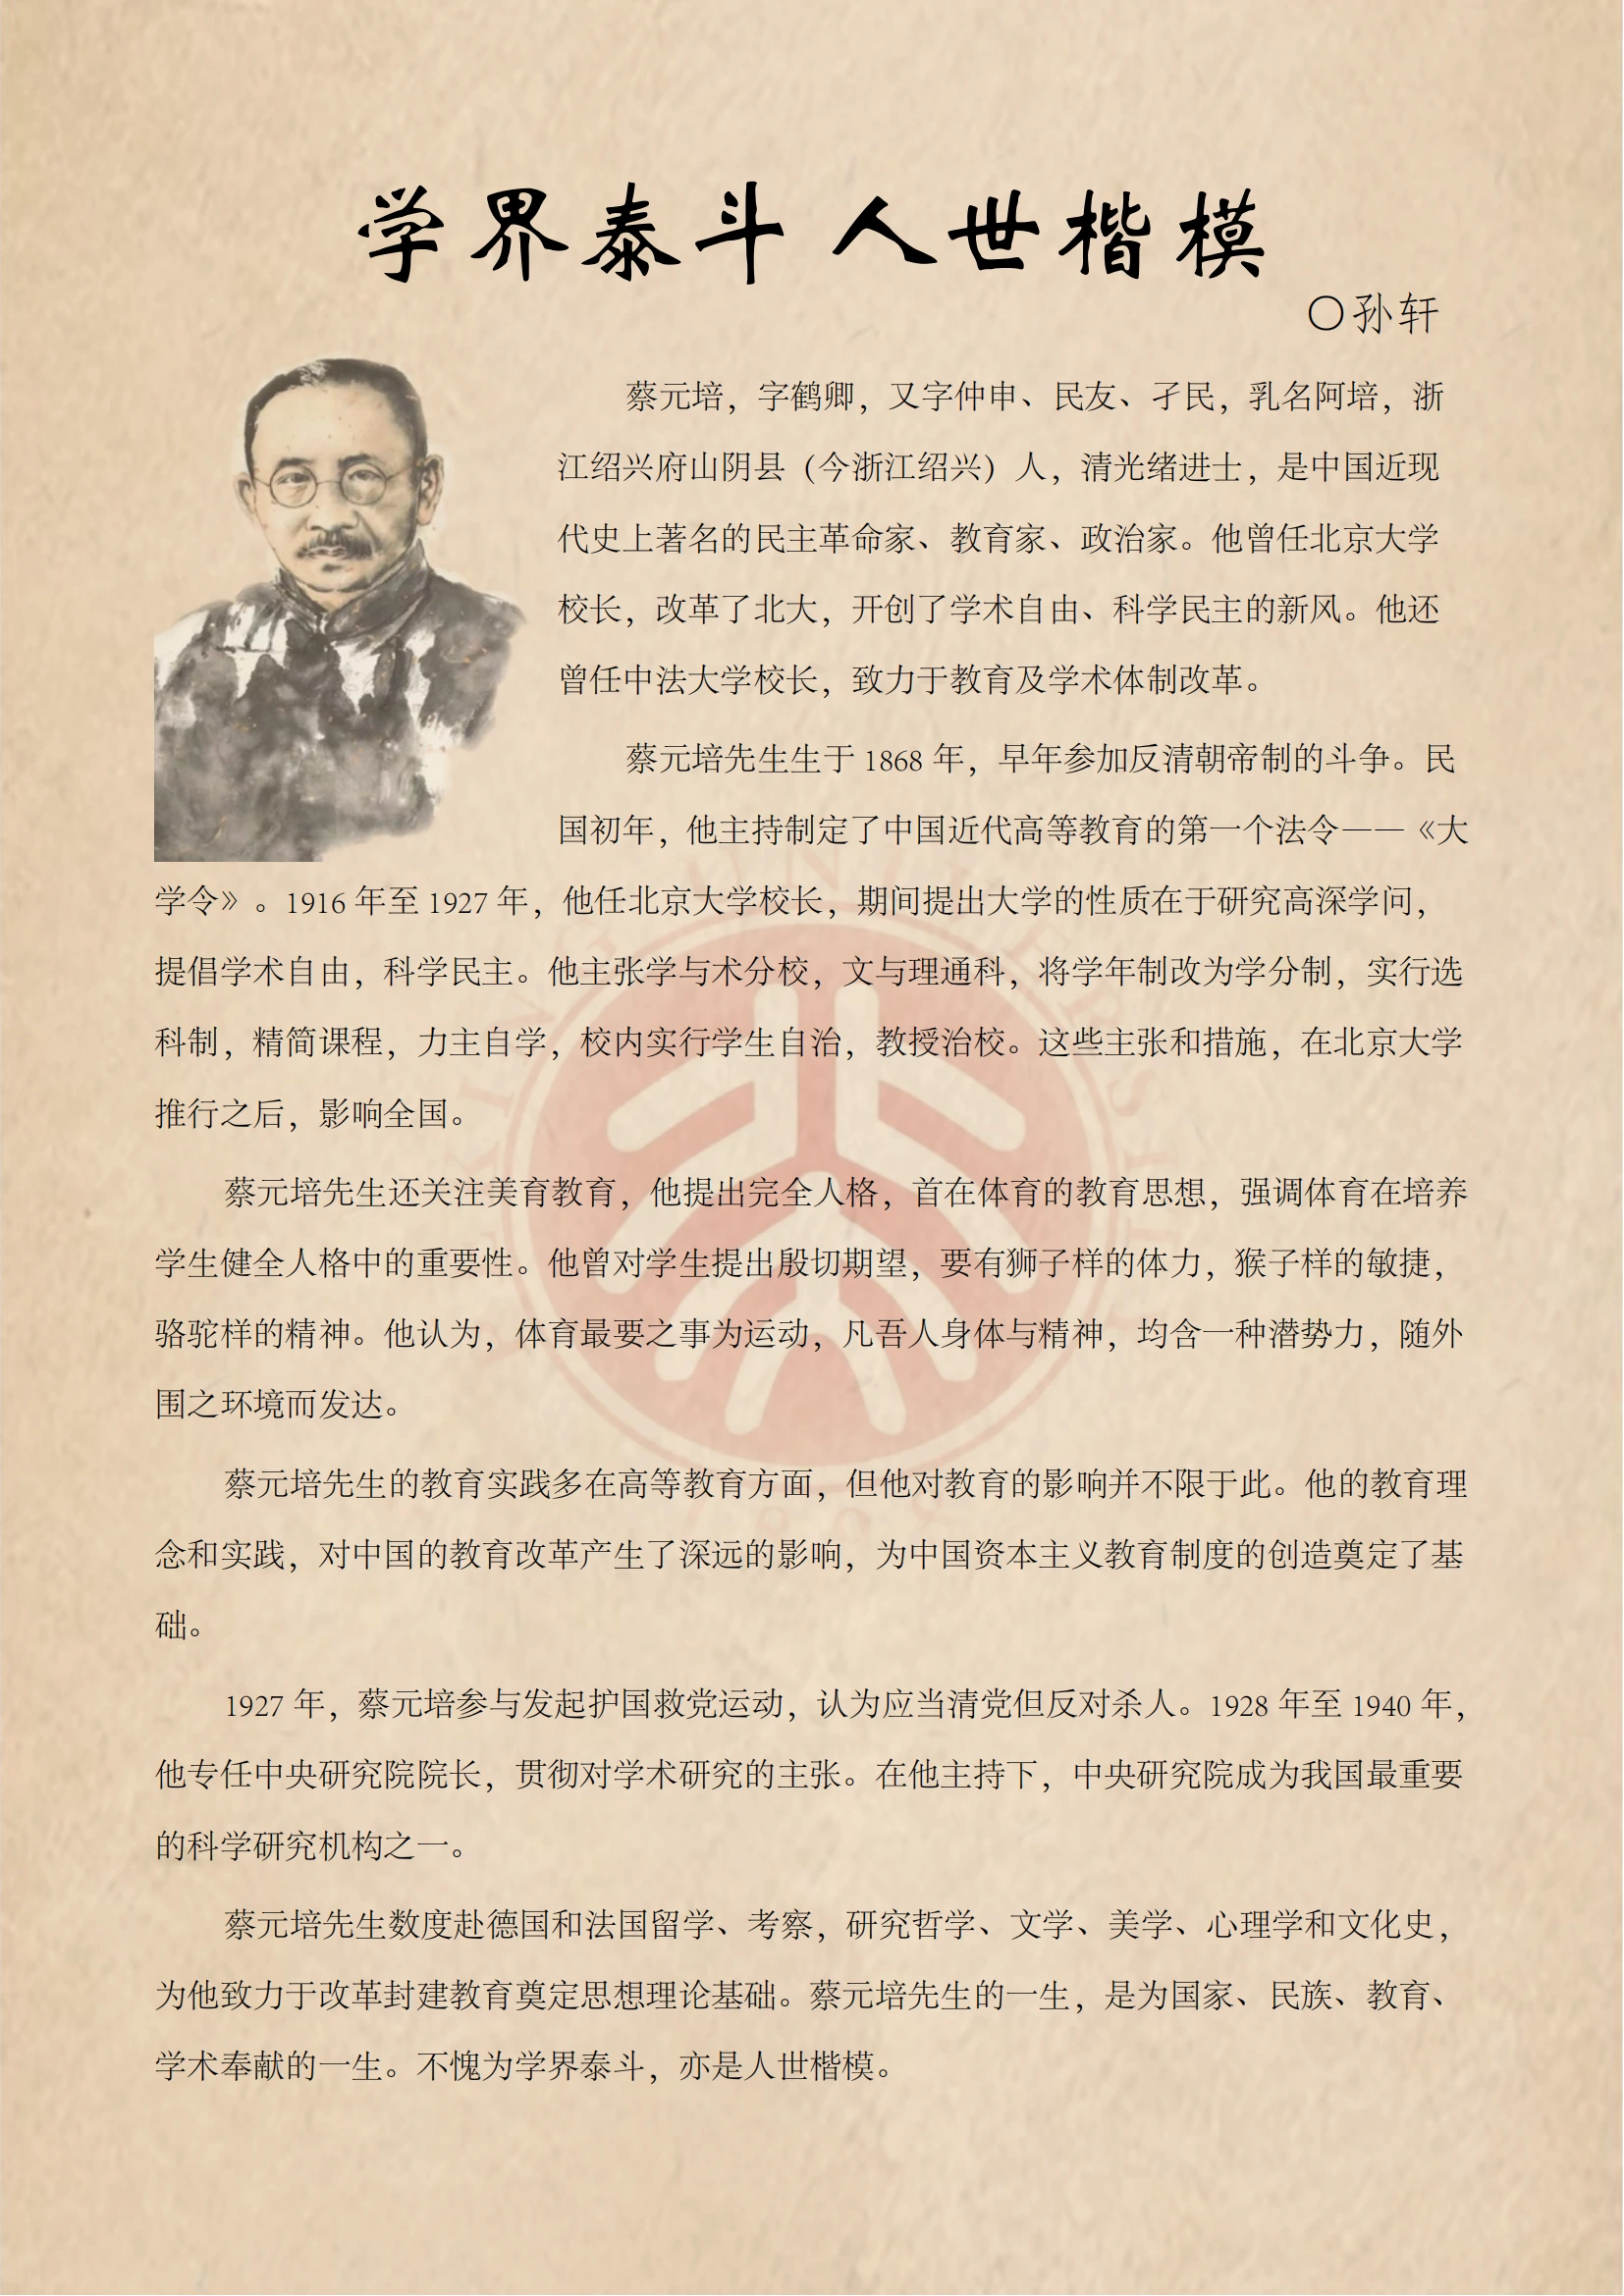 学界泰斗 人世楷模
〇孙轩
蔡元培，字鹤卿，又字仲申、民友、孑民，乳名阿培，浙
江绍兴府山阴县（今浙江绍兴）人，清光绪进士，是中国近现
代史上著名的民主革命家、教育家、政治家。他曾任北京大学
校长，改革了北大，开创了学术自由、科学民主的新风。他还
曾任中法大学校长，致力于教育及学术体制改革。
蔡元培先生生于 1868 年，早年参加反清朝帝制的斗争。民
国初年，他主持制定了中国近代高等教育的第一个法令——《大
学令》。1916 年至 1927 年，他任北京大学校长，期间提出大学的性质在于研究高深学问，
提倡学术自由，科学民主。他主张学与术分校，文与理通科，将学年制改为学分制，实行选
科制，精简课程，力主自学，校内实行学生自治，教授治校。这些主张和措施，在北京大学
推行之后，影响全国。
蔡元培先生还关注美育教育，他提出完全人格，首在体育的教育思想，强调体育在培养
学生健全人格中的重要性。他曾对学生提出殷切期望，要有狮子样的体力，猴子样的敏捷，
骆驼样的精神。他认为，体育最要之事为运动，凡吾人身体与精神，均含一种潜势力，随外
围之环境而发达。
蔡元培先生的教育实践多在高等教育方面，但他对教育的影响并不限于此。他的教育理
念和实践，对中国的教育改革产生了深远的影响，为中国资本主义教育制度的创造奠定了基
础。
1927 年，蔡元培参与发起护国救党运动，认为应当清党但反对杀人。1928 年至 1940 年，
他专任中央研究院院长，贯彻对学术研究的主张。在他主持下，中央研究院成为我国最重要
的科学研究机构之一。
蔡元培先生数度赴德国和法国留学、考察，研究哲学、文学、美学、心理学和文化史，
为他致力于改革封建教育奠定思想理论基础。蔡元培先生的一生，是为国家、民族、教育、
学术奉献的一生。不愧为学界泰斗，亦是人世楷模。